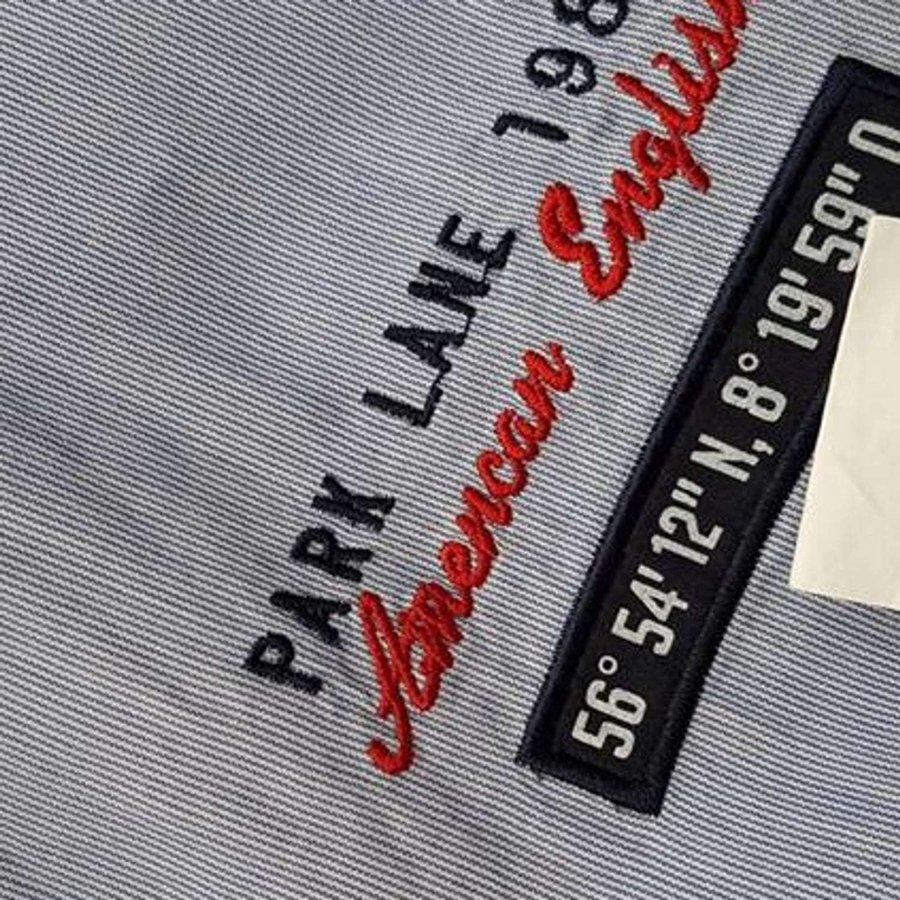 PARK LANE 198
American English
56° 54' 12" N, 8° 19' 59" O